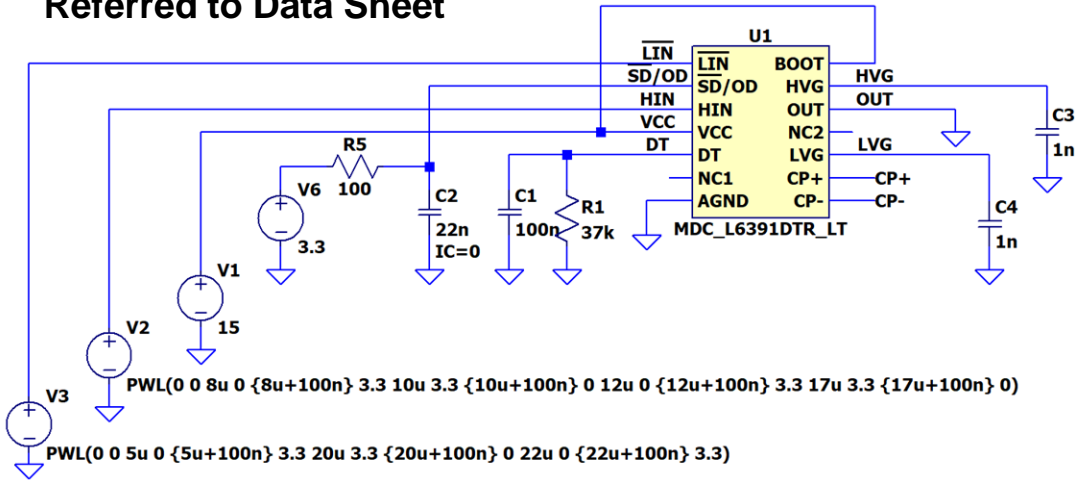 Referred to Data Sheet
U1
LIN
SD/OD
HIN
VCC
DT
LIN
SD/OD
HIN
VCC
DT
NC1
AGND
BOOT
HVG
OUT
NC2
LVG
CP+
CP-
MDC_L6391DTR_LT
HVG
OUT
LVG
CP+
CP-
C3
1n
C4
1n
R5
100
V6
3.3
C2
22n
IC=0
C1
100n
R1
37k
V1
15
V2
PWL(0 0 8u 0 {8u+100n} 3.3 10u 3.3 {10u+100n} 0 12u 0 {12u+100n} 3.3 17u 3.3 {17u+100n} 0)
V3
PWL(0 0 5u 0 {5u+100n} 3.3 20u 3.3 {20u+100n} 0 22u 0 {22u+100n} 3.3)